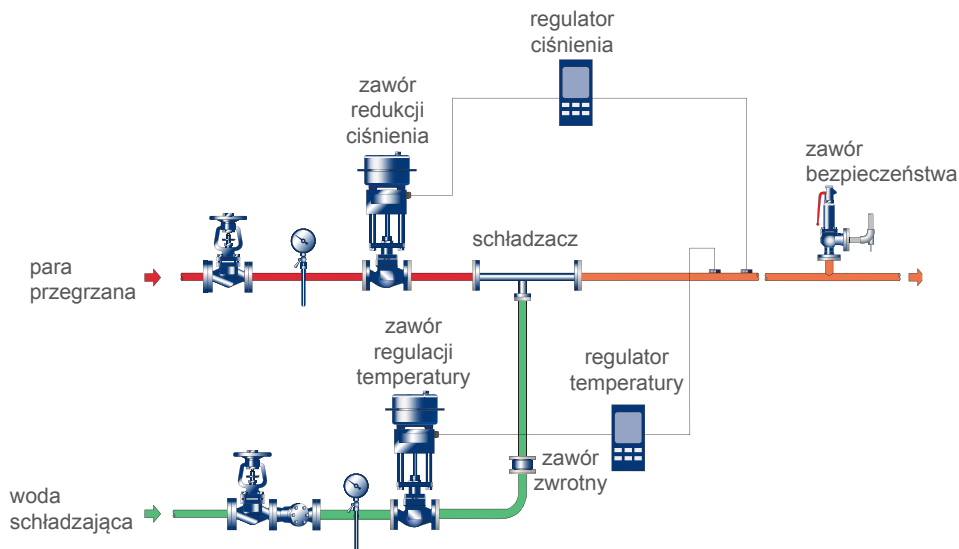 regulator
ciśnienia
zawór
redukcji
ciśnienia
zawór
bezpieczeństwa
schładzacz
para
przegrzana
zawór
regulacji
temperatury
regulator
temperatury
zawór
zwrotny
woda
schładzająca